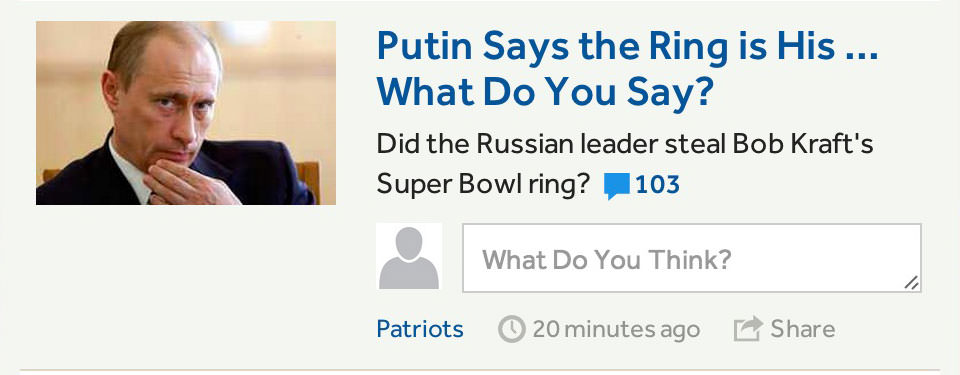 Putin Says the Ring is His ...
What Do You Say?
Did the Russian leader steal Bob Kraft's
Super Bowl ring? 103
What Do You Think?
Patriots 20 minutes ago Share